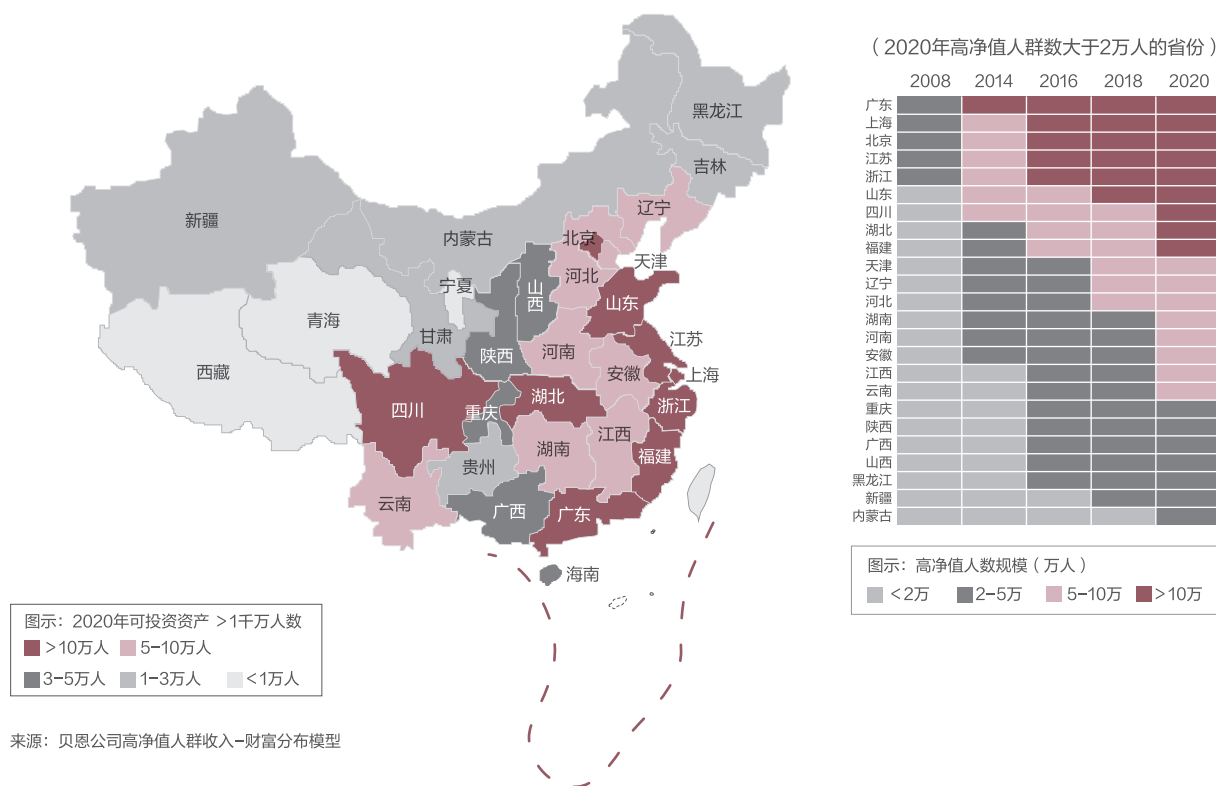 （2020年高净值人群数大于2万人的省份）
2008 2014 2016 2018 2020
广东
上海
北京
江苏
浙江
山东
四川
湖北
福建
天津
辽宁
河北
湖南
河南
安徽
江西
云南
重庆
陕西
广西
山西
黑龙江
新疆
内蒙古
图示：高净值人数规模（万人）
<2万 2-5万 5-10万 >10万
黑龙江
吉林
辽宁
新疆
内蒙古
北京
天津
河北
宁夏
山西
山东
青海
甘肃
江苏
陕西
河南
西藏
安徽
上海
四川
重庆
湖北
浙江
江西
湖南
福建
贵州
云南
广西
广东
海南
图示：2020年可投资资产 >1千万人数
>10万人 5-10万人
3-5万人 1-3万人 <1万人
来源：贝恩公司高净值人群收入-财富分布模型